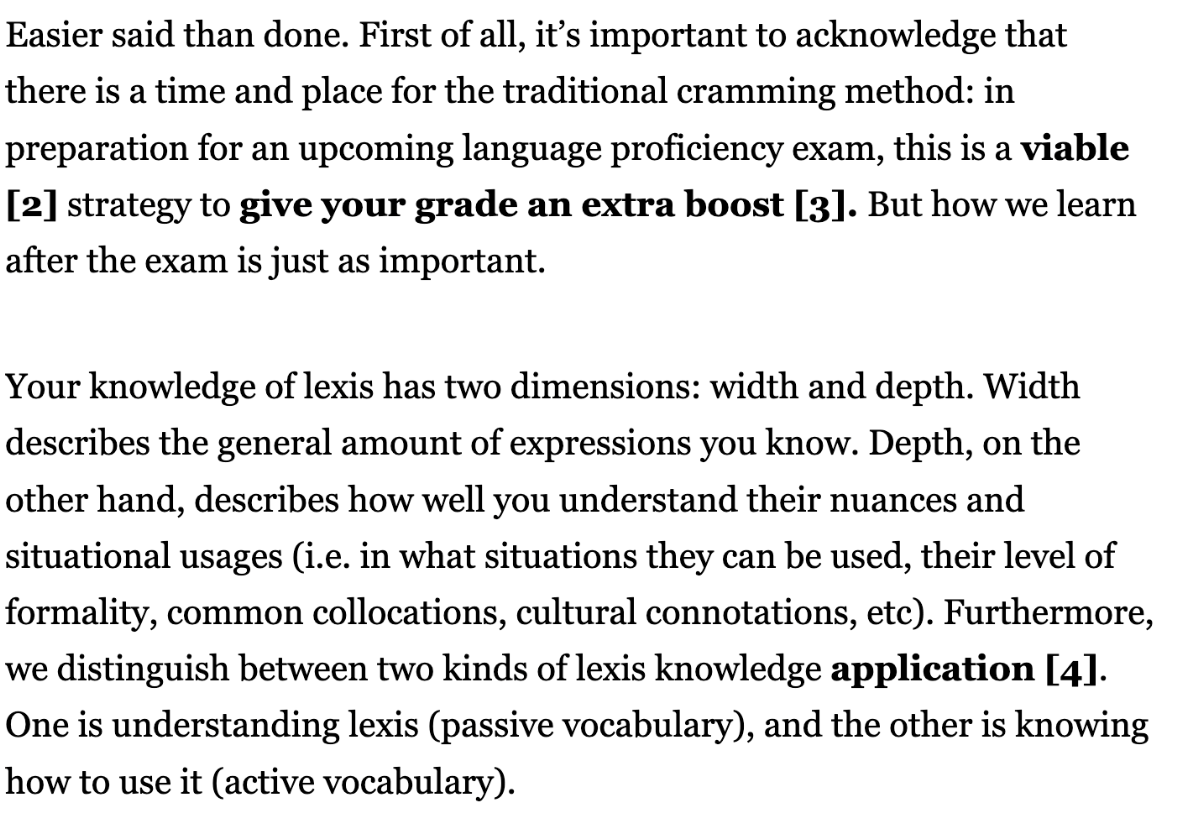 Easier said than done. First of all, it’s important to acknowledge that
there is a time and place for the traditional cramming method: in
preparation for an upcoming language proficiency exam, this is a viable
[2] strategy to give your grade an extra boost [3]. But how we learn
after the exam is just as important.
Your knowledge of lexis has two dimensions: width and depth. Width
describes the general amount of expressions you know. Depth, on the
other hand, describes how well you understand their nuances and
situational usages (i.e. in what situations they can be used, their level of
formality, common collocations, cultural connotations, etc). Furthermore,
we distinguish between two kinds of lexis knowledge application [4].
One is understanding lexis (passive vocabulary), and the other is knowing
how to use it (active vocabulary).